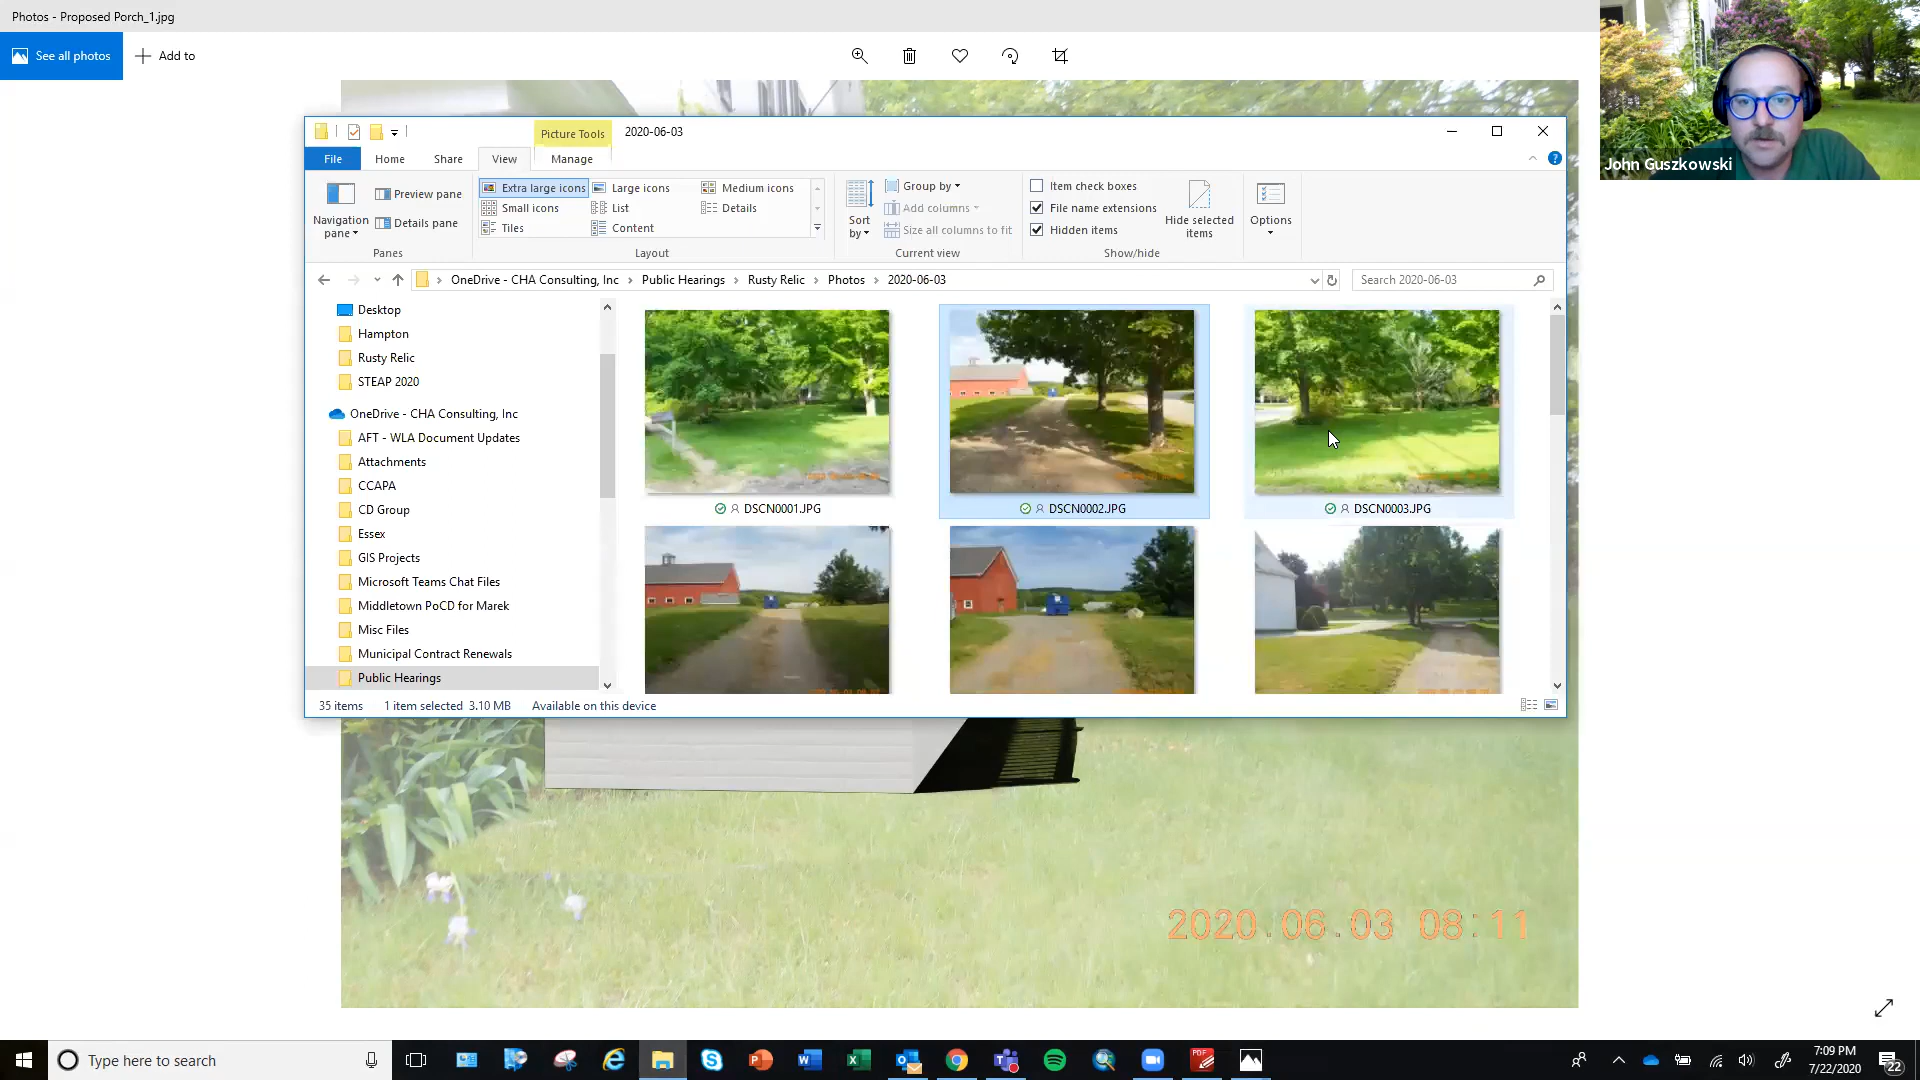 Photos - Proposed Porch_1.jpg
See all photos
Add to
John Guszkowski
Picture Tools
2020-06-03
File
Home
Share
View
Manage
Navigation pane
Preview pane
Details pane
Panes
Extra large icons
Large icons
Medium icons
Small icons
List
Details
Tiles
Content
Layout
Sort by
Group by
Add columns
Size all columns to fit
Current view
Item check boxes
File name extensions
Hidden items
Hide selected items
Show/hide
Options
OneDrive - CHA Consulting, Inc > Public Hearings > Rusty Relic > Photos > 2020-06-03
Search 2020-06-03
Desktop
Hampton
Rusty Relic
STEAP 2020
OneDrive - CHA Consulting, Inc
AFT - WLA Document Updates
Attachments
CCAPA
CD Group
Essex
GIS Projects
Microsoft Teams Chat Files
Middletown PoCD for Marek
Misc Files
Municipal Contract Renewals
Public Hearings
DSCN0001.JPG
DSCN0002.JPG
DSCN0003.JPG
35 items
1 item selected 3.10 MB
Available on this device
2020.06.03 08:11
Type here to search
7:09 PM
7/22/2020
22